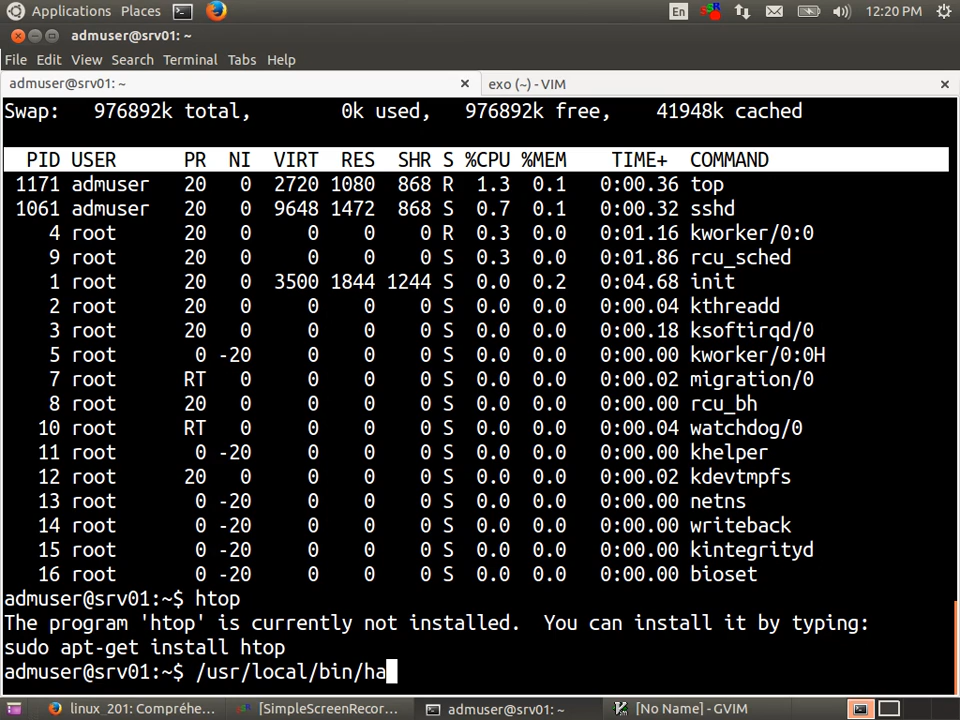 Applications Places En 12:20 PM
admuser@srv01: ~
File Edit View Search Terminal Tabs Help
admuser@srv01: ~ exo (~) - VIM
Swap: 976892k total, 0k used, 976892k free, 41948k cached
PID USER PR NI VIRT RES SHR S %CPU %MEM TIME+ COMMAND
1171 admuser 20 0 2720 1080 868 R 1.3 0.1 0:00.36 top
1061 admuser 20 0 9648 1472 868 S 0.7 0.1 0:00.32 sshd
4 root 20 0 0 0 0 R 0.3 0.0 0:01.16 kworker/0:0
9 root 20 0 0 0 0 S 0.3 0.0 0:01.86 rcu_sched
1 root 20 0 3500 1844 1244 S 0.0 0.2 0:04.68 init
2 root 20 0 0 0 0 S 0.0 0.0 0:00.04 kthreadd
3 root 20 0 0 0 0 S 0.0 0.0 0:00.18 ksoftirqd/0
5 root 0 -20 0 0 0 S 0.0 0.0 0:00.00 kworker/0:0H
7 root RT 0 0 0 0 S 0.0 0.0 0:00.02 migration/0
8 root 20 0 0 0 0 S 0.0 0.0 0:00.00 rcu_bh
10 root RT 0 0 0 0 S 0.0 0.0 0:00.04 watchdog/0
11 root 0 -20 0 0 0 S 0.0 0.0 0:00.00 khelper
12 root 20 0 0 0 0 S 0.0 0.0 0:00.02 kdevtmpfs
13 root 0 -20 0 0 0 S 0.0 0.0 0:00.00 netns
14 root 0 -20 0 0 0 S 0.0 0.0 0:00.00 writeback
15 root 0 -20 0 0 0 S 0.0 0.0 0:00.00 kintegrityd
16 root 0 -20 0 0 0 S 0.0 0.0 0:00.00 bioset
admuser@srv01:~$ htop
The program 'htop' is currently not installed. You can install it by typing:
sudo apt-get install htop
admuser@srv01:~$ /usr/local/bin/ha
linux_201: Compréhe... [SimpleScreenRecor... admuser@srv01: ~ [No Name] - GVIM